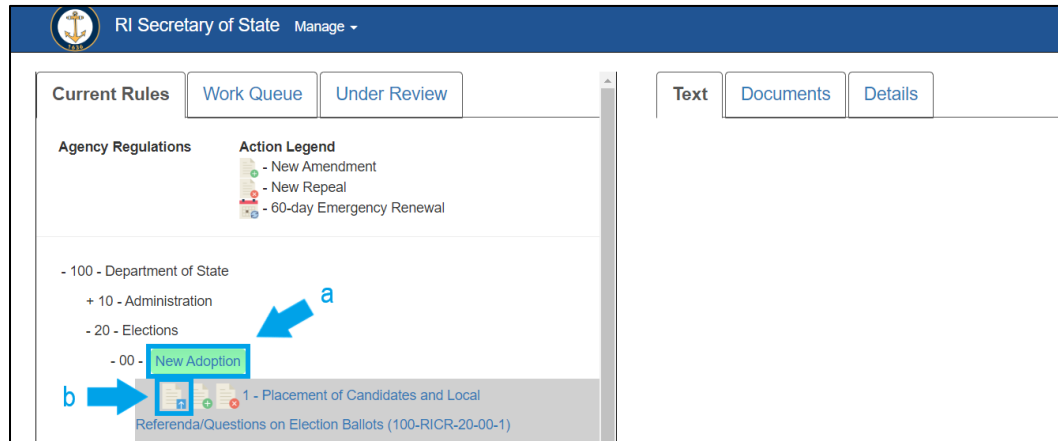 RI Secretary of State Manage
1636
Current Rules Work Queue Under Review
Text Documents Details
Agency Regulations
Action Legend
- New Amendment
- New Repeal
- 60-day Emergency Renewal
- 100 - Department of State
+ 10 - Administration
a
- 20 - Elections
- 00 - New Adoption
b
1 - Placement of Candidates and Local
Referenda/Questions on Election Ballots (100-RICR-20-00-1)